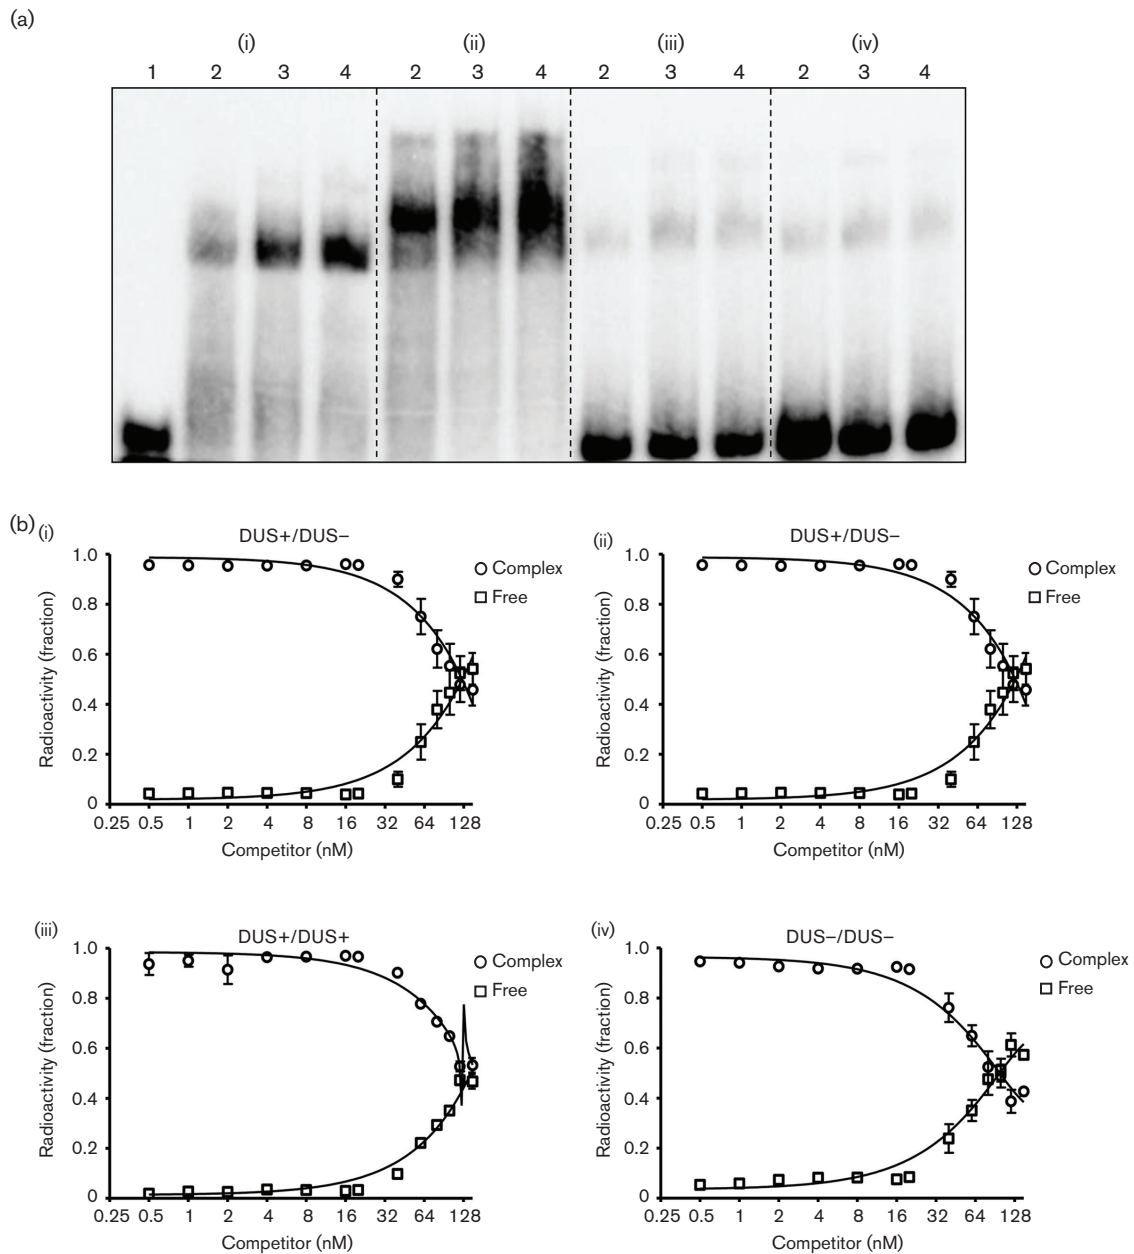 (a)
(i) (ii) (iii) (iv)
1 2 3 4 2 3 4 2 3 4 2 3 4
(b) (i) DUS+/DUS−
1.0
0.8
0.6
0.4
0.2
0
Radioactivity (fraction)
Complex
Free
0.25 0.5 1 2 4 8 16 32 64 128
Competitor (nM)
(ii) DUS+/DUS−
1.0
0.8
0.6
0.4
0.2
0
Radioactivity (fraction)
Complex
Free
0.25 0.5 1 2 4 8 16 32 64 128
Competitor (nM)
(iii) DUS+/DUS+
1.0
0.8
0.6
0.4
0.2
0
Radioactivity (fraction)
Complex
Free
0.25 0.5 1 2 4 8 16 32 64 128
Competitor (nM)
(iv) DUS−/DUS−
1.0
0.8
0.6
0.4
0.2
0
Radioactivity (fraction)
Complex
Free
0.25 0.5 1 2 4 8 16 32 64 128
Competitor (nM)